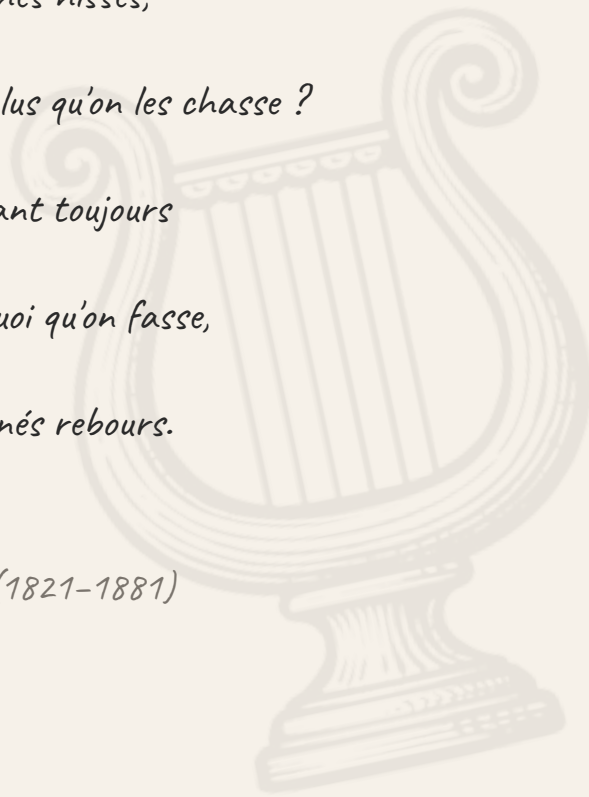 lus qu'on les chasse ?
ant toujours
uoi qu'on fasse,
nés rebours.
(1821–1881)